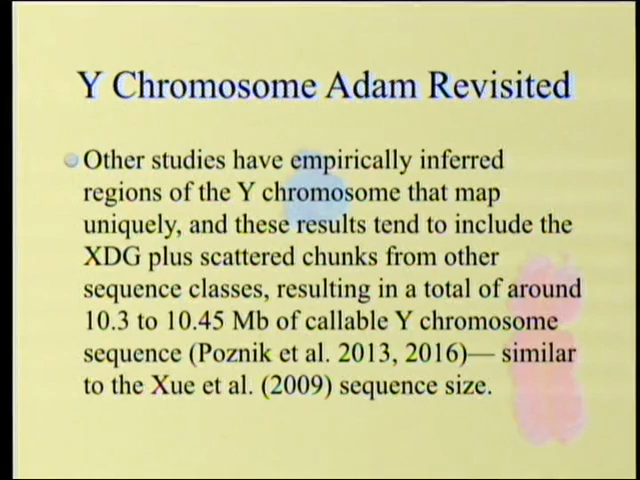 Y Chromosome Adam Revisited
Other studies have empirically inferred
regions of the Y chromosome that map
uniquely, and these results tend to include the
XDG plus scattered chunks from other
sequence classes, resulting in a total of around
10.3 to 10.45 Mb of callable Y chromosome
sequence (Poznik et al. 2013, 2016)— similar
to the Xue et al. (2009) sequence size.